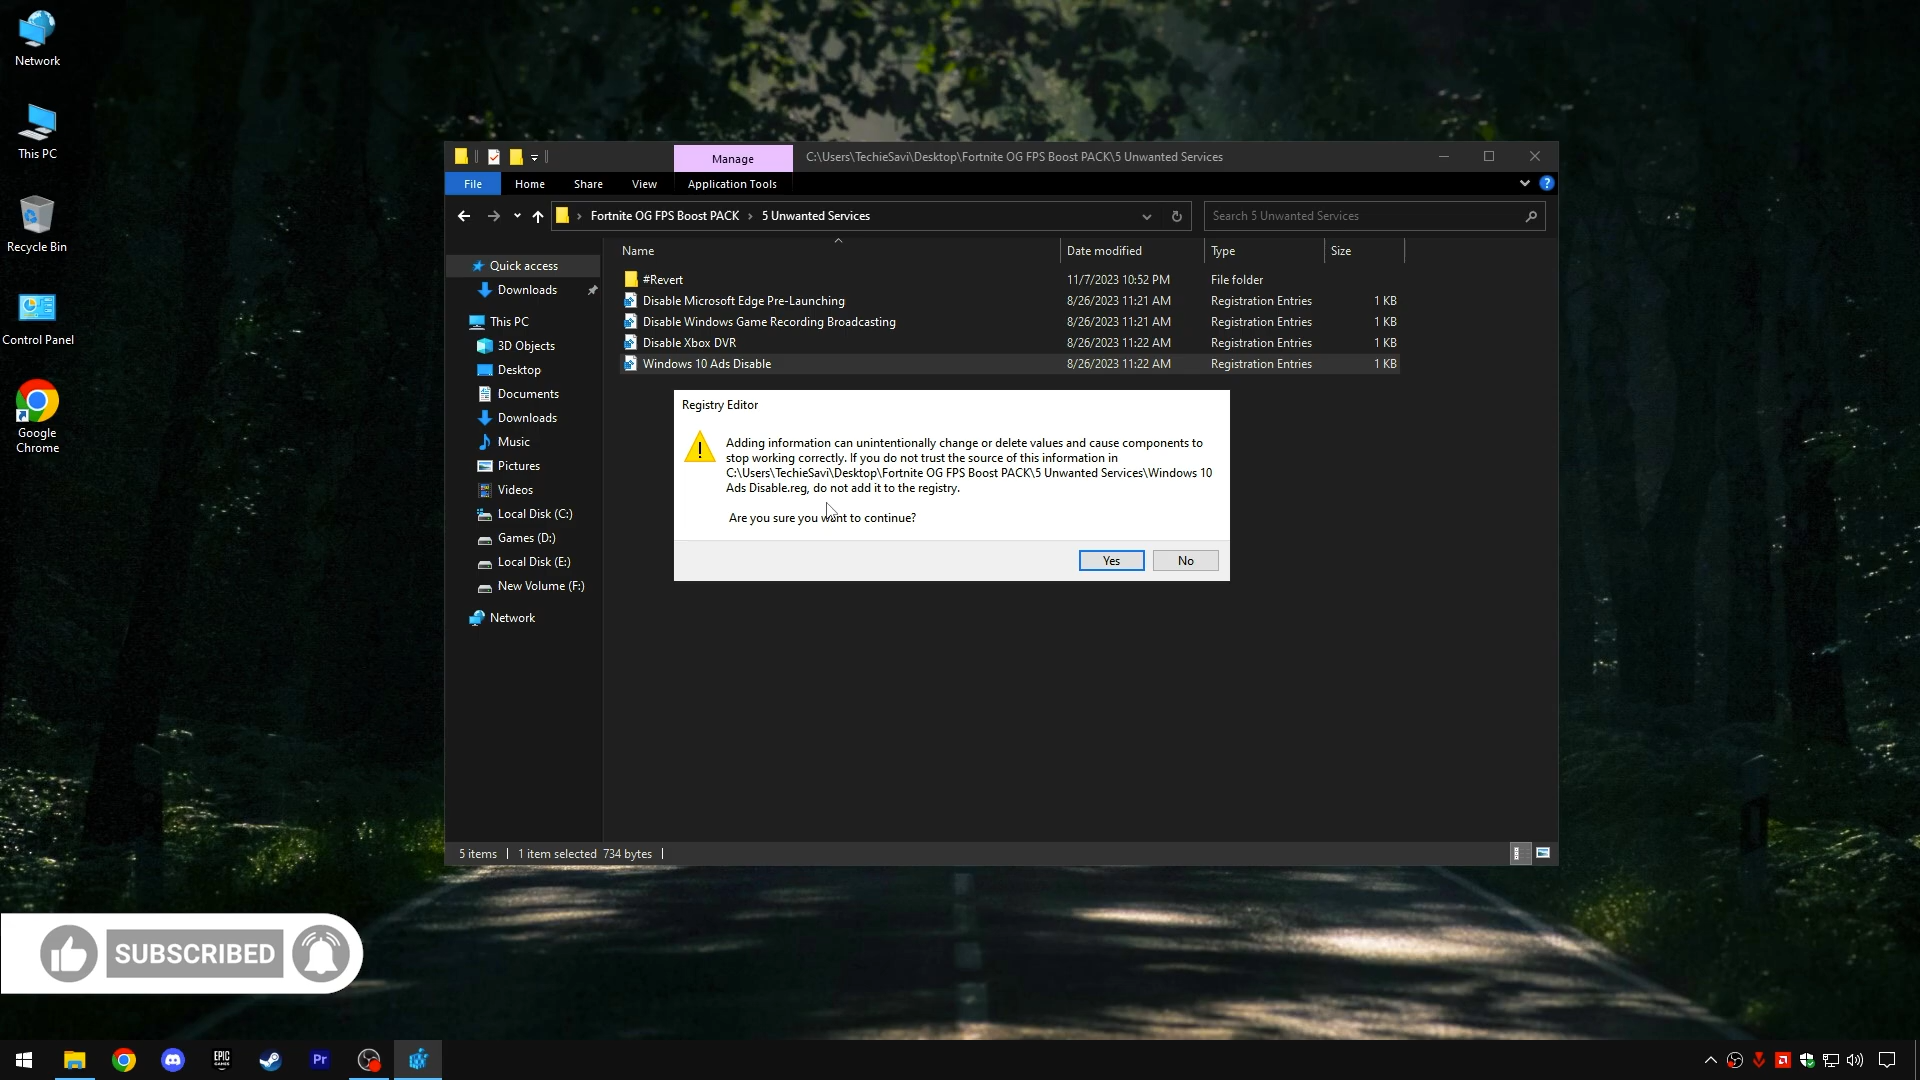 Network
This PC
Recycle Bin
Control Panel
Google
Chrome
Manage
C:\Users\TechieSavi\Desktop\Fortnite OG FPS Boost PACK\5 Unwanted Services
File
Home
Share
View
Application Tools
Fortnite OG FPS Boost PACK
5 Unwanted Services
Search 5 Unwanted Services
Name
Date modified
Type
Size
Quick access
Downloads
This PC
3D Objects
Desktop
Documents
Downloads
Music
Pictures
Videos
Local Disk (C:)
Games (D:)
Local Disk (E:)
New Volume (F:)
Network
#Revert 11/7/2023 10:52 PM File folder
Disable Microsoft Edge Pre-Launching 8/26/2023 11:21 AM Registration Entries 1 KB
Disable Windows Game Recording Broadcasting 8/26/2023 11:21 AM Registration Entries 1 KB
Disable Xbox DVR 8/26/2023 11:22 AM Registration Entries 1 KB
Windows 10 Ads Disable 8/26/2023 11:22 AM Registration Entries 1 KB
Registry Editor
Adding information can unintentionally change or delete values and cause components to
stop working correctly. If you do not trust the source of this information in
C:\Users\TechieSavi\Desktop\Fortnite OG FPS Boost PACK\5 Unwanted Services\Windows 10
Ads Disable.reg, do not add it to the registry.
Are you sure you want to continue?
Yes
No
5 items
1 item selected 734 bytes
SUBSCRIBED
EPIC
GAMES
Pr